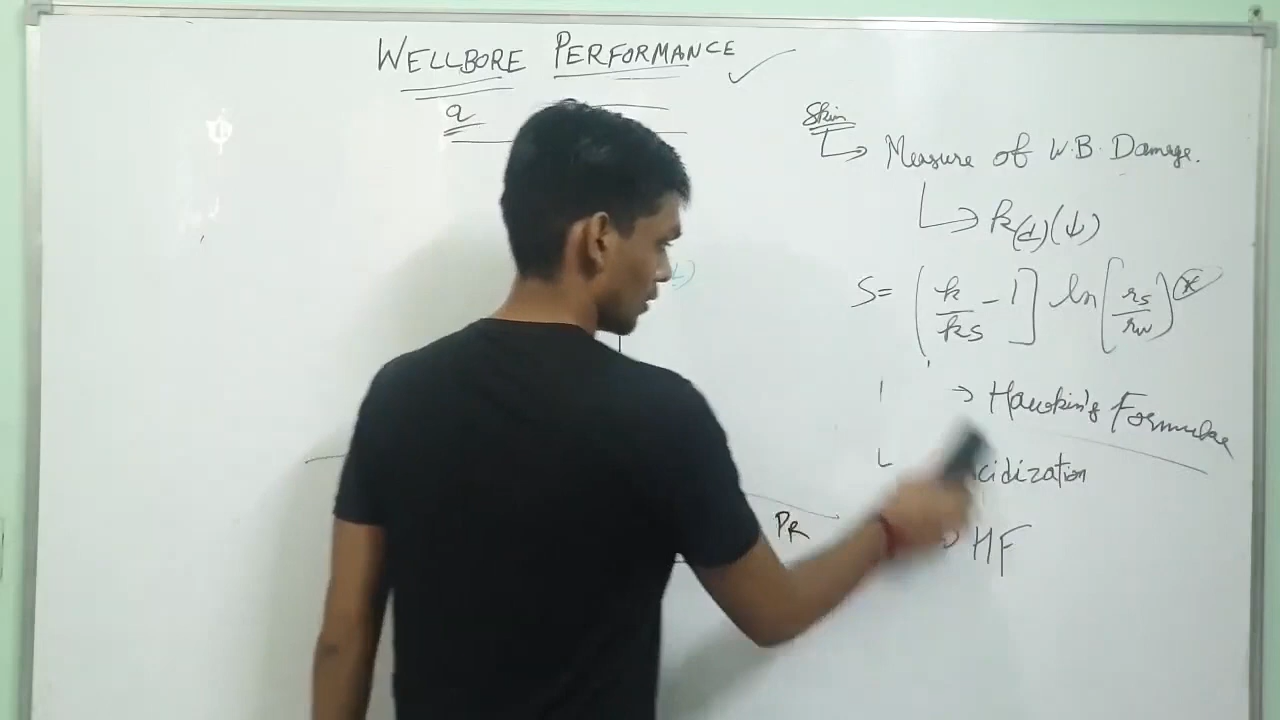 WELLBORE PERFORMANCE ✓
q
Skin
↳ Measure of W.B. Damage.
↳ k(d)(↓)
S = (k/ks - 1] ln[rs/rw] *
→ Hawkin's Formulae
cidization
HF
PR